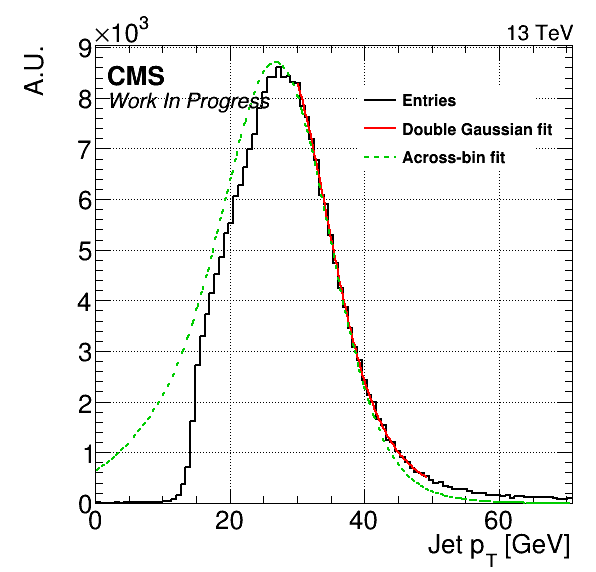 ×10³
13 TeV
A.U.
9
8
7
6
5
4
3
2
1
0
CMS
Work In Progress
Entries
Double Gaussian fit
Across-bin fit
0 20 40 60
Jet p_T [GeV]